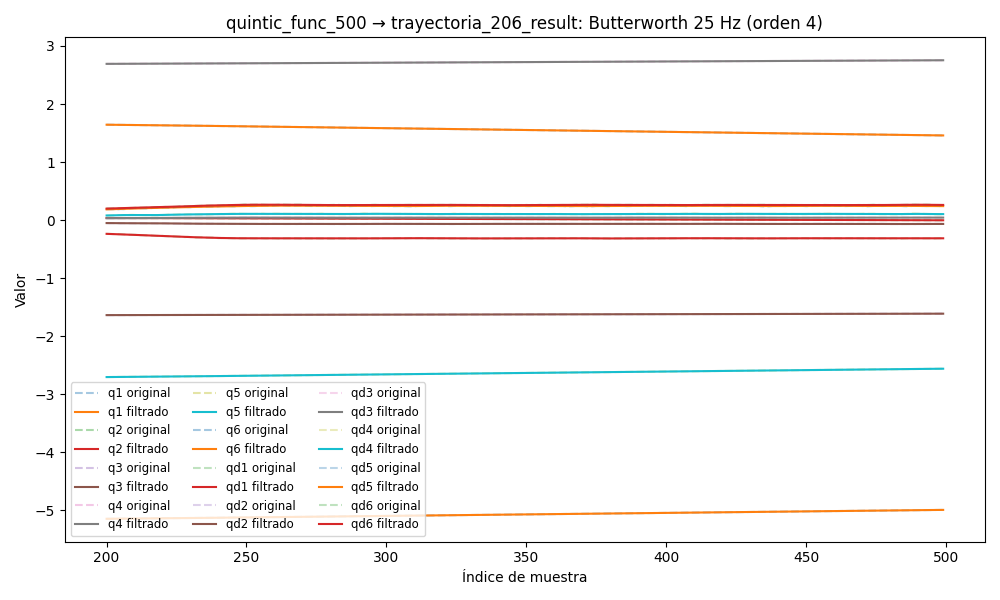 quintic_func_500 → trayectoria_206_result: Butterworth 25 Hz (orden 4)
Valor
3
2
1
0
−1
−2
−3
−4
−5
q1 original
q1 filtrado
q2 original
q2 filtrado
q3 original
q3 filtrado
q4 original
q4 filtrado
q5 original
q5 filtrado
q6 original
q6 filtrado
qd1 original
qd1 filtrado
qd2 original
qd2 filtrado
qd3 original
qd3 filtrado
qd4 original
qd4 filtrado
qd5 original
qd5 filtrado
qd6 original
qd6 filtrado
200
250
300
350
400
450
500
Índice de muestra